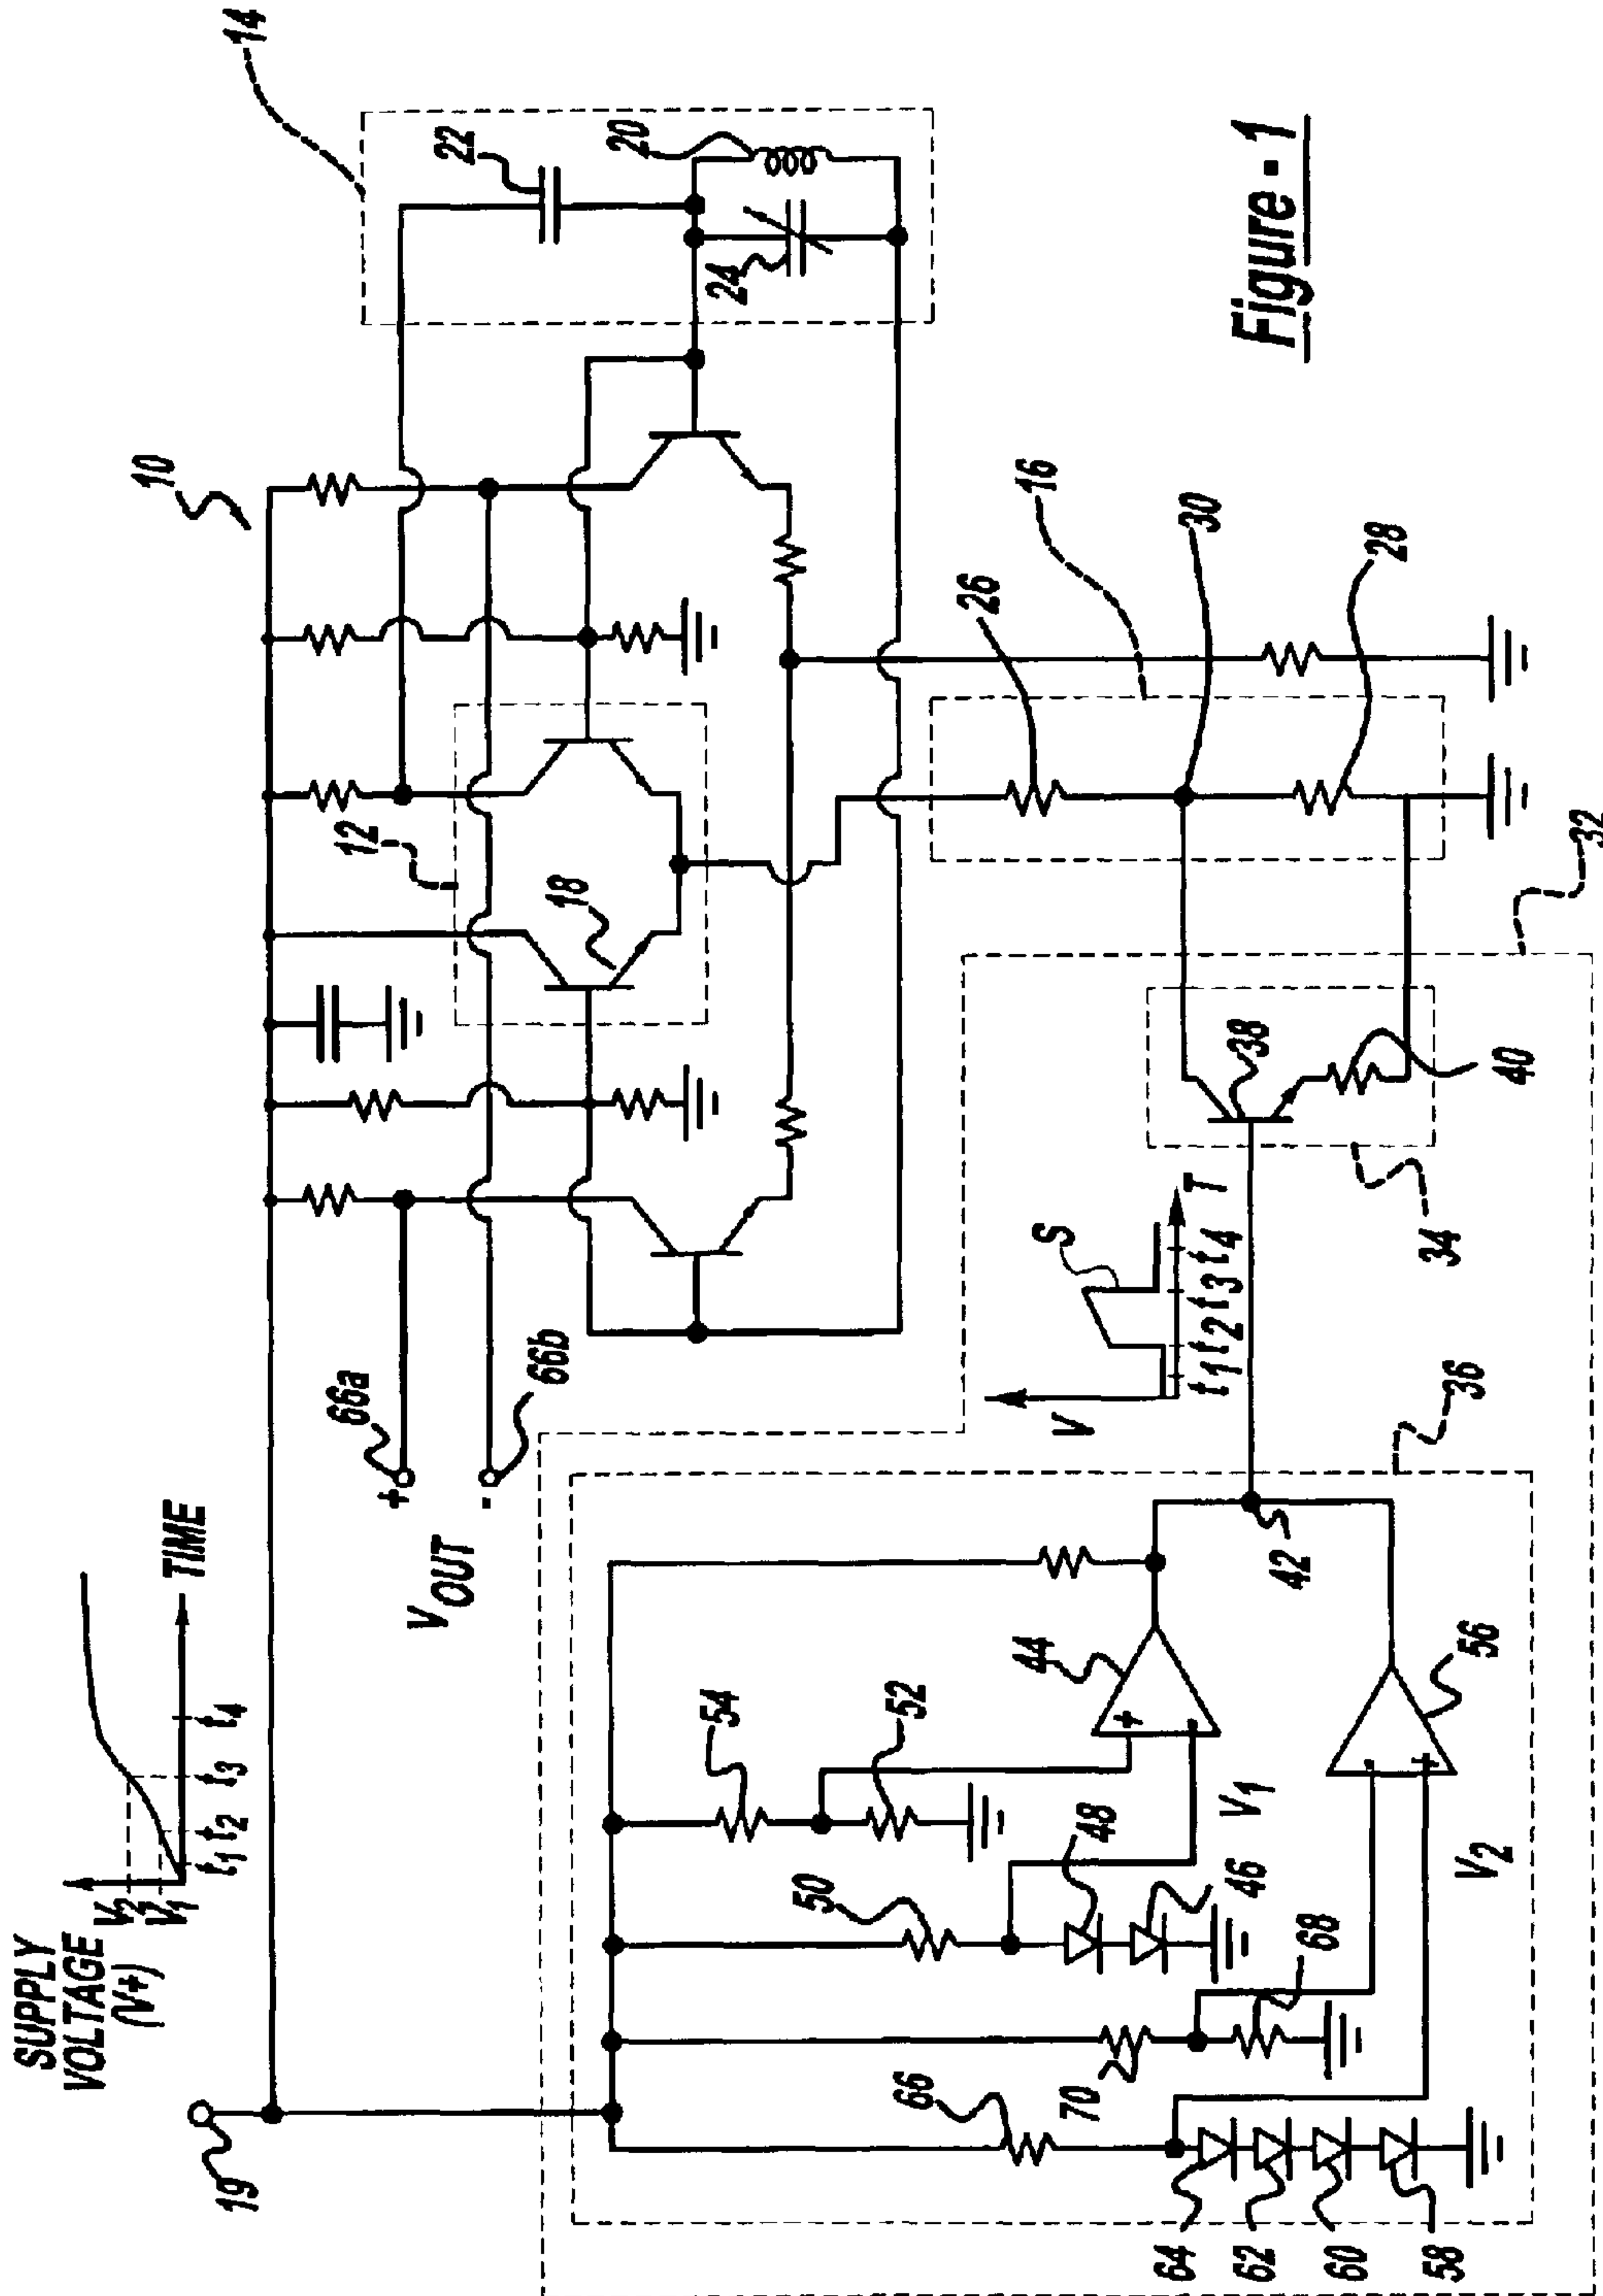 14
10
22
20
24
SUPPLY
VOLTAGE
(V+)
V2
V1
t1 t2 t3 t4
TIME
19
66a
+
VOUT
-
66b
12
18
Figure - 1
16
26
30
28
32
V
S
t1 t2 t3 t4 T
38
40
34
36
42
44
+
-
54
52
50
48
46
V1
56
-
+
V2
66
70
68
64
62
60
58